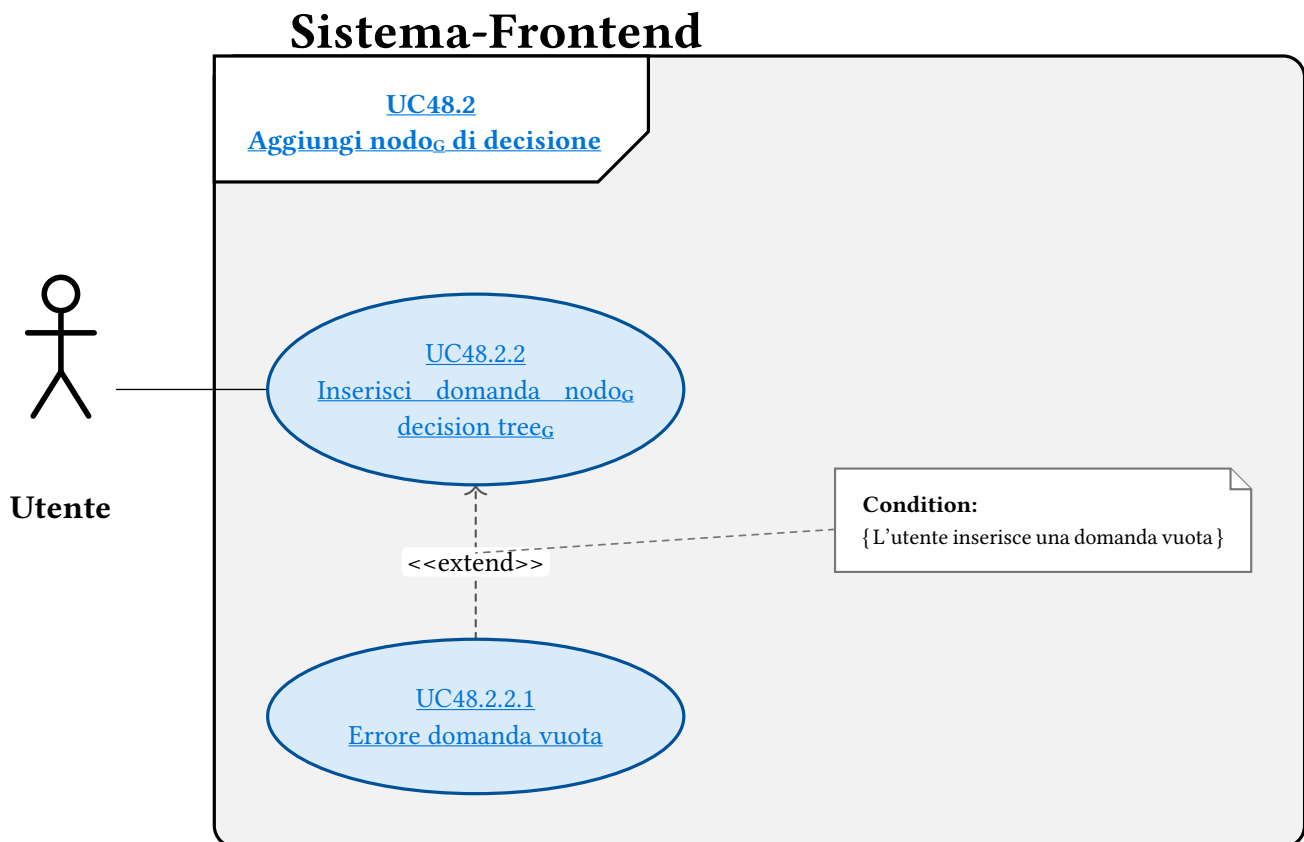 Sistema-Frontend
UC48.2
Aggiungi nodoG di decisione
UC48.2.2
Inserisci domanda nodoG
decision treeG
Utente
Condition:
{L'utente inserisce una domanda vuota}
<<extend>>
UC48.2.2.1
Errore domanda vuota